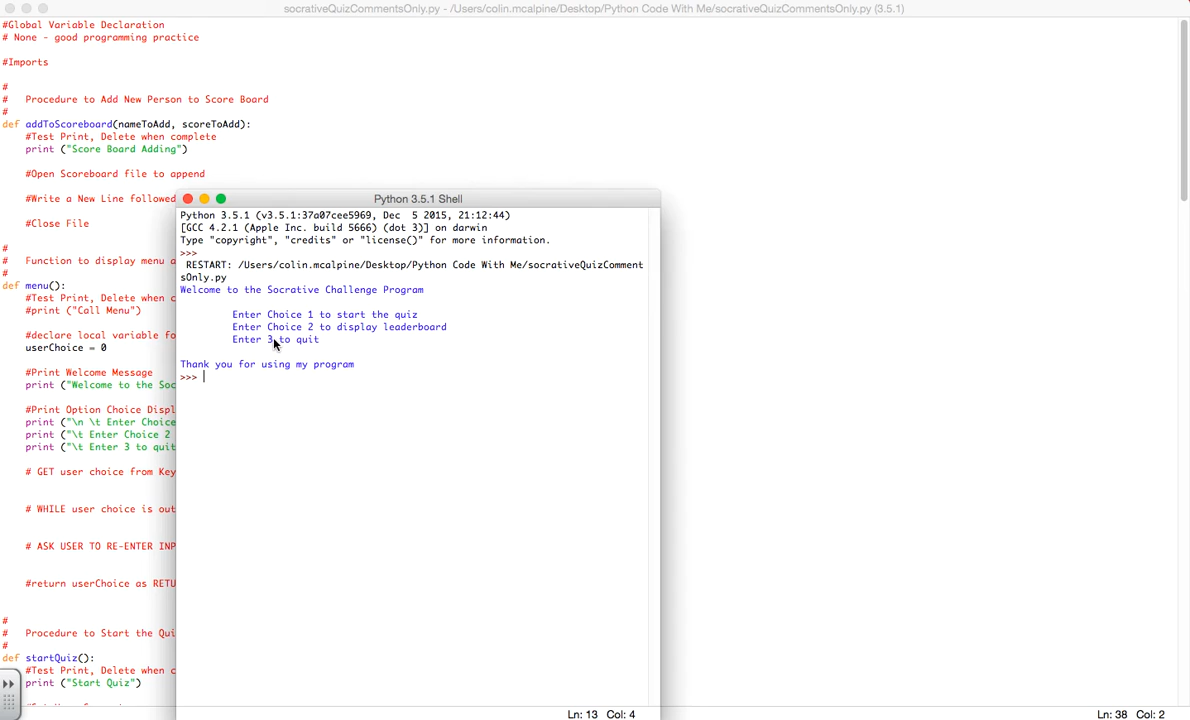 socrativeQuizCommentsOnly.py - /Users/colin.mcalpine/Desktop/Python Code With Me/socrativeQuizCommentsOnly.py (3.5.1)
#Global Variable Declaration
# None - good programming practice
#Imports
#
#   Procedure to Add New Person to Score Board
#
def addToScoreboard(nameToAdd, scoreToAdd):
    #Test Print, Delete when complete
    print ("Score Board Adding")
    #Open Scoreboard file to append
    #Write a New Line followed
    #Close File
#
#   Function to display menu a
#
def menu():
    #Test Print, Delete when c
    #print ("Call Menu")
    #declare local variable fo
    userChoice = 0
    #Print Welcome Message
    print ("Welcome to the Soc
    #Print Option Choice Displ
    print ("\n \t Enter Choice
    print ("\t Enter Choice 2
    print ("\t Enter 3 to quit
    # GET user choice from Key
    # WHILE user choice is out
    # ASK USER TO RE-ENTER INP
    #return userChoice as RETU
#
#   Procedure to Start the Qui
#
def startQuiz():
    #Test Print, Delete when c
    print ("Start Quiz")
Python 3.5.1 Shell
Python 3.5.1 (v3.5.1:37a07cee5969, Dec  5 2015, 21:12:44)
[GCC 4.2.1 (Apple Inc. build 5666) (dot 3)] on darwin
Type "copyright", "credits" or "license()" for more information.
>>>
 RESTART: /Users/colin.mcalpine/Desktop/Python Code With Me/socrativeQuizComment
sOnly.py
Welcome to the Socrative Challenge Program
Enter Choice 1 to start the quiz
Enter Choice 2 to display leaderboard
Enter 3 to quit
Thank you for using my program
>>>
Ln: 13 Col: 4
Ln: 38 Col: 2